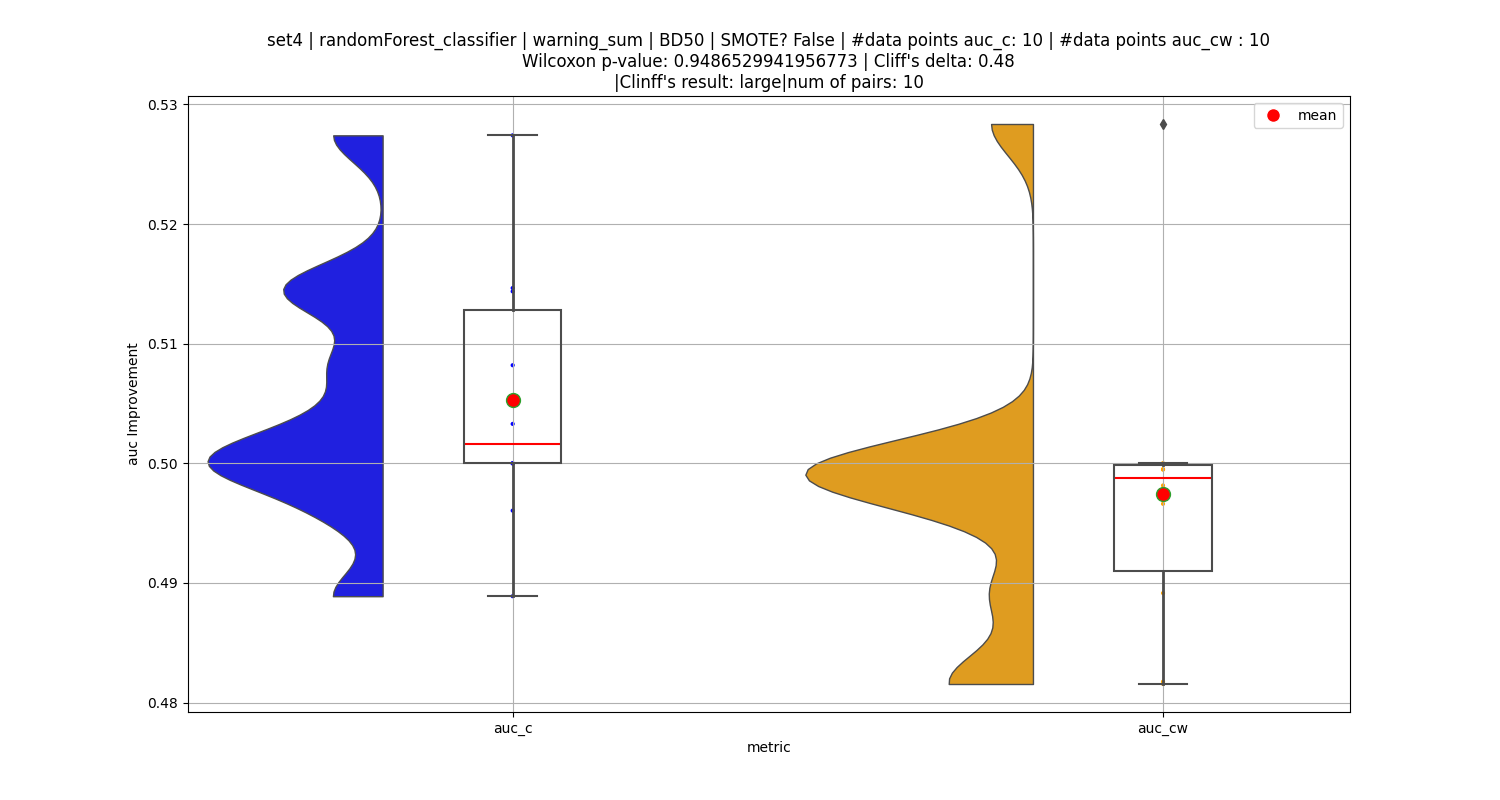 set4 | randomForest_classifier | warning_sum | BD50 | SMOTE? False | #data points auc_c: 10 | #data points auc_cw : 10
Wilcoxon p-value: 0.9486529941956773 | Cliff's delta: 0.48
|Clinff's result: large|num of pairs: 10
mean
0.53
0.52
0.51
0.50
0.49
0.48
auc Improvement
auc_c
auc_cw
metric